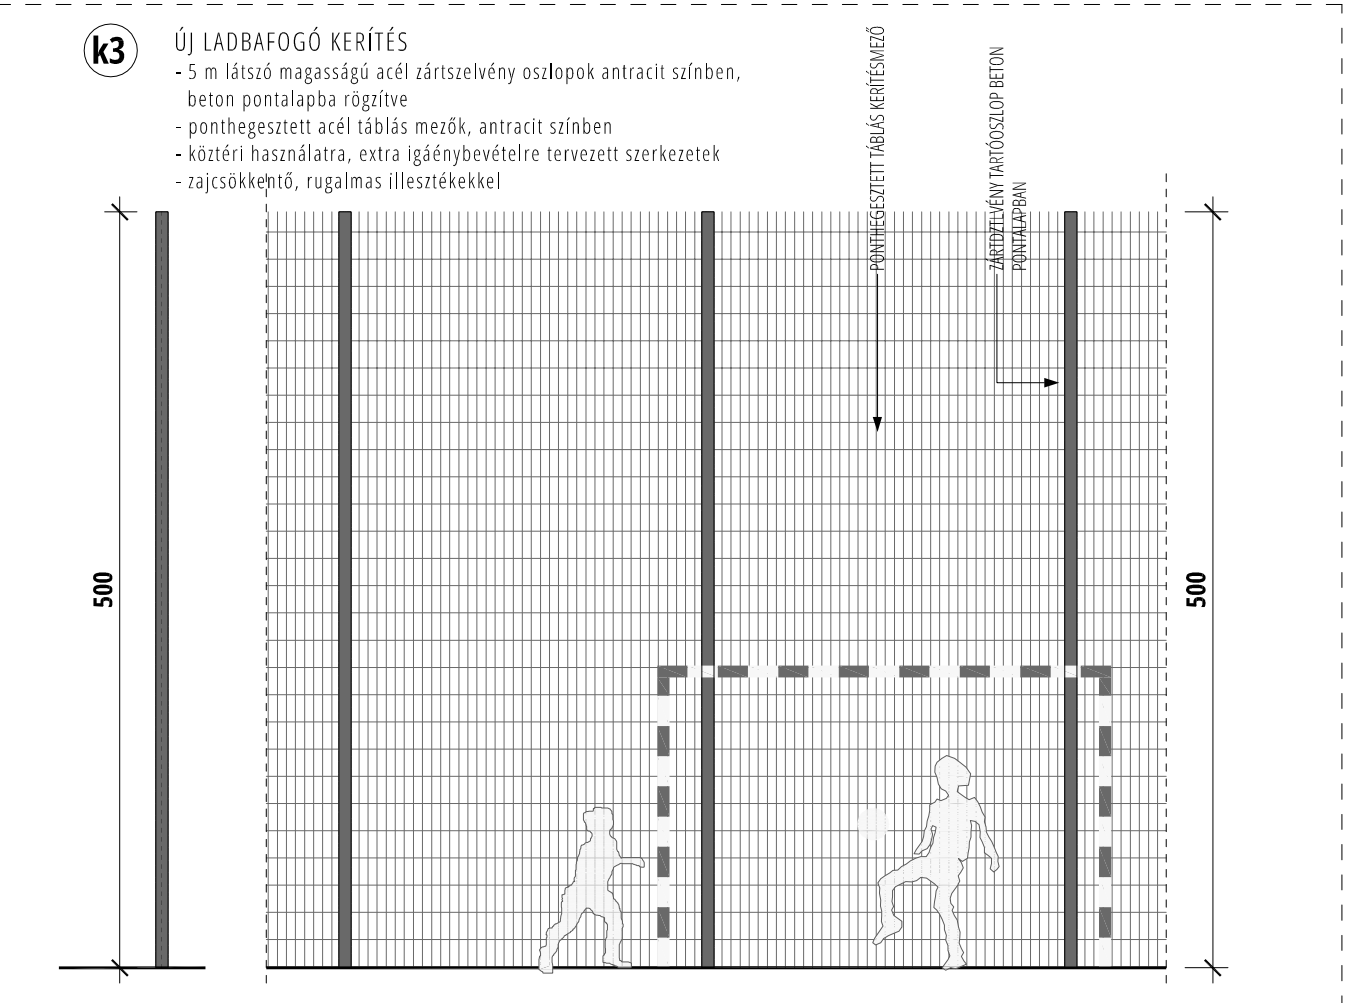 k3
ÚJ LADBAFOGÓ KERÍTÉS
- 5 m látszó magasságú acél zártszelvény oszlopok antracit színben,
beton pontalapba rögzítve
- ponthegesztett acél táblás mezők, antracit színben
- köztéri használatra, extra igáénybevételre tervezett szerkezetek
- zajcsökkentő, rugalmas illesztékekkel
PONTHEGESZTETT TÁBLÁS KERÍTÉSMEZŐ
ZÁRTDZTLVÉNY TARTÓOSZLOP BETON
PONTALAPBAN
500
500